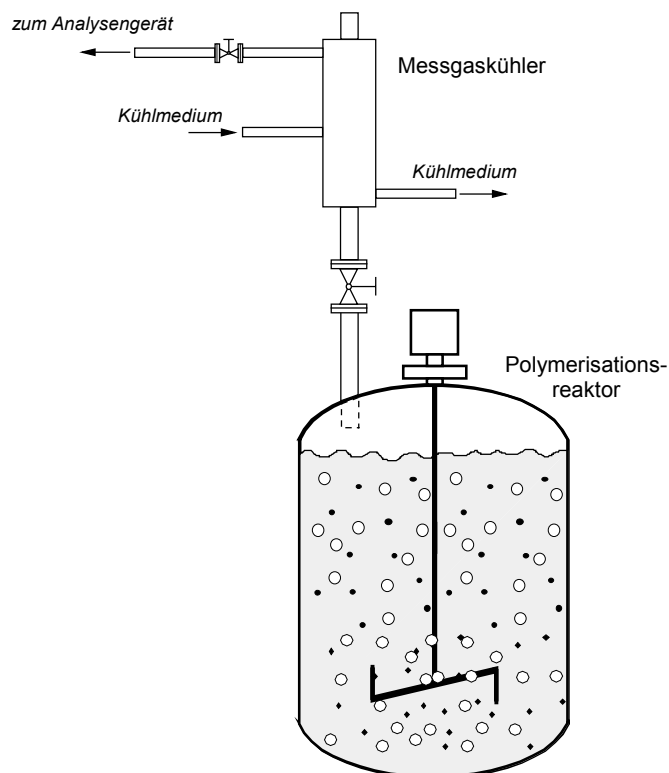 zum Analysengerät
Messgaskühler
Kühlmedium
Kühlmedium
Polymerisations-
reaktor